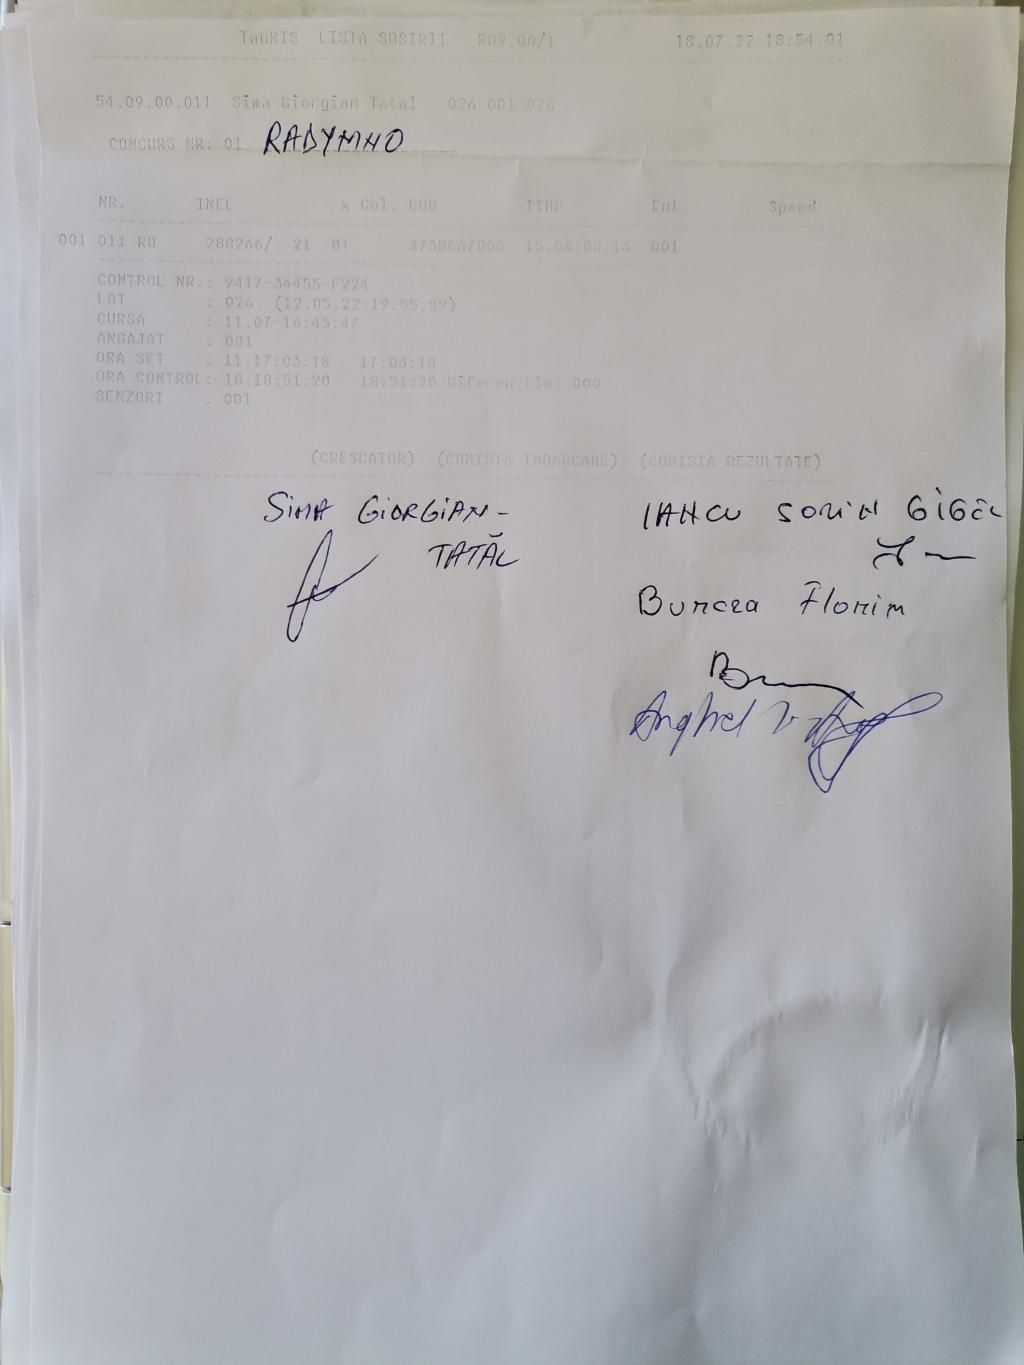 TauRIS LISTA SOSIRII R09.00/1 18.07.22-18:54.01
54.09.00.011 Sima Giorgian-Tatal 026 001 026
CONCURS NR: 01 RADYMNO
NR. INEL x Col. COD TIMP Ent. Speed
001 011 RO 288266/ 21 M+ 373BCA7D00 15.06:08.16 001
CONTROL NR.: 9417-34455-F224
LOT : 026 (12.05.22-19:55:09)
CURSA : 11.07-16:45:47
ANGAJAT : 001
ORA SET : 11.17:03:18 17:03:18
ORA CONTROL: 18.18:51:20 18:51:20 Diferen.tim: 000
SENZORI : 001
(CRESCATOR) (COMISIA IMBARCARE) (COMISIA REZULTATE)
SIMA GIORGIAN - IANCU SORIN GIGEL
TATĂL
Burcea Florin
Anghel